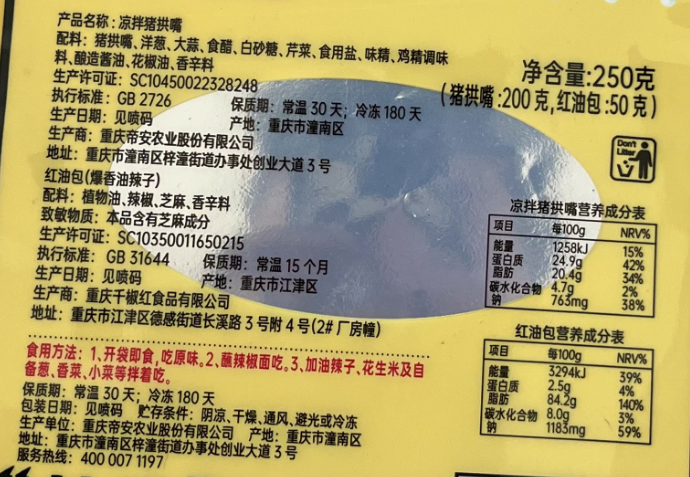 产品名称:凉拌猪拱嘴
配料:猪拱嘴、洋葱、大蒜、食醋、白砂糖、芹菜、食用盐、味精、鸡精调味
料、酿造酱油、花椒油、香辛料
生产许可证:SC10450022328248
执行标准:GB 2726 保质期:常温30天;冷冻180天
生产日期:见喷码 产地:重庆市潼南区
生产商:重庆帝安农业股份有限公司
地址:重庆市潼南区梓潼街道办事处创业大道3号
净含量:250克
(猪拱嘴:200克,红油包:50克)
Don't
Litter
红油包(爆香油辣子)
配料:植物油、辣椒、芝麻、香辛料
致敏物质:本品含有芝麻成分
生产许可证:SC10350011650215
执行标准:GB 31644 保质期:常温15个月
生产日期:见喷码 产地:重庆市江津区
生产商:重庆千椒红食品有限公司
地址:重庆市江津区德感街道长溪路3号附4号(2#厂房幢)
凉拌猪拱嘴营养成分表
项目 每100g NRV%
能量 1258kJ 15%
蛋白质 24.9g 42%
脂肪 20.4g 34%
碳水化合物 4.7g 2%
钠 763mg 38%
红油包营养成分表
项目 每100g NRV%
能量 3294kJ 39%
蛋白质 2.5g 4%
脂肪 84.2g 140%
碳水化合物 8.0g 3%
钠 1183mg 59%
食用方法:1、开袋即食,吃原味。2、蘸辣椒面吃。3、加油辣子、花生米及自
备葱、香菜、小菜等拌着吃。
保质期:常温30天;冷冻180天
包装日期:见喷码 贮存条件:阴凉、干燥、通风、避光或冷冻
生产单位:重庆帝安农业股份有限公司 产地:重庆市潼南区
地址:重庆市潼南区梓潼街道办事处创业大道3号
服务热线:400 007 1197